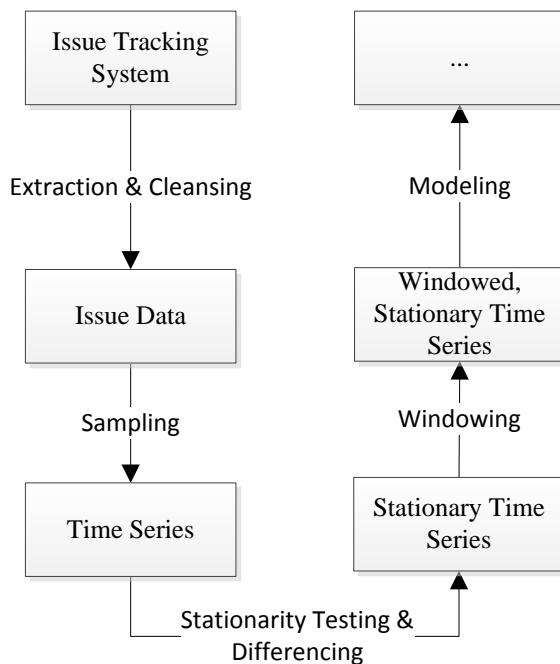 Issue Tracking
System
Extraction & Cleansing
Issue Data
Sampling
Time Series
Stationarity Testing &
Differencing
Stationary Time
Series
Windowing
Windowed,
Stationary Time
Series
Modeling
...